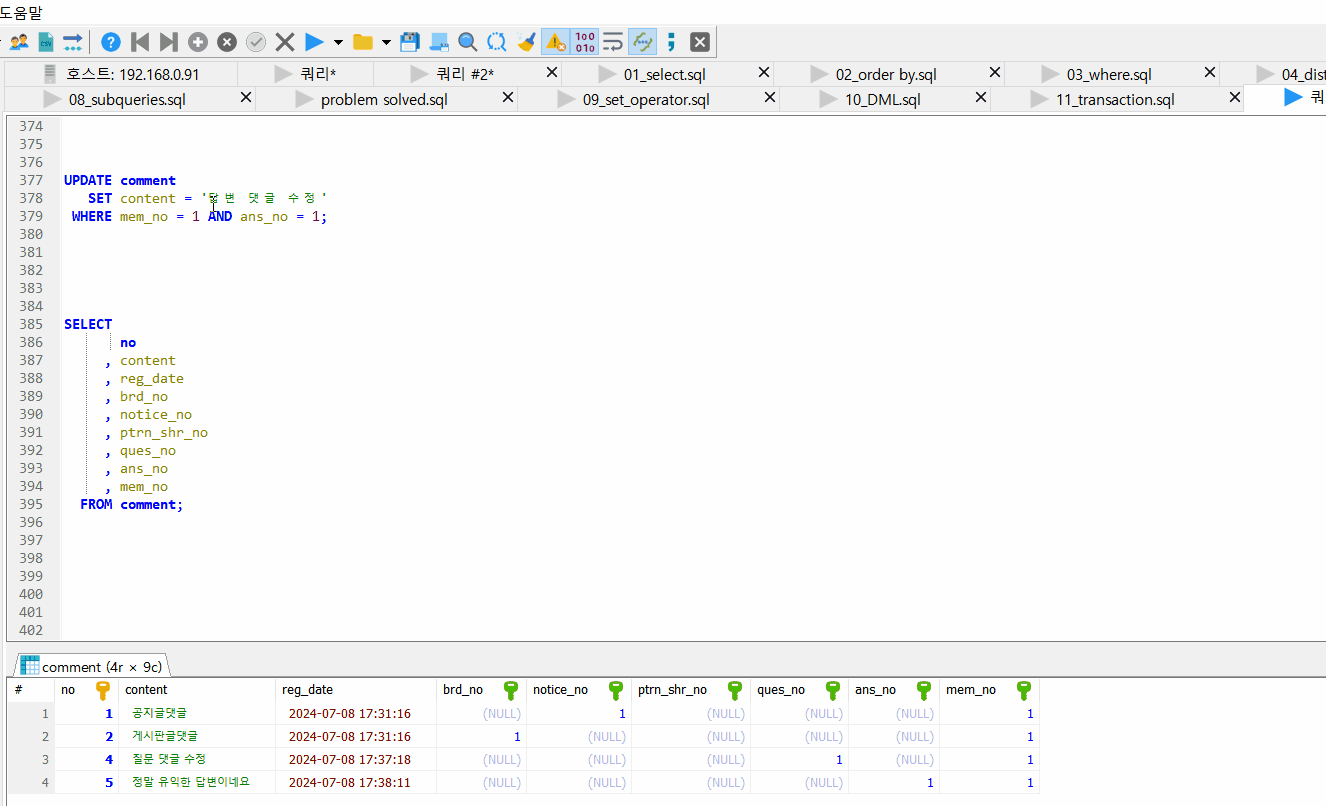 도움말
호스트: 192.168.0.91 쿼리* 쿼리 #2* 01_select.sql 02_order by.sql 03_where.sql 04_dist
08_subqueries.sql problem solved.sql 09_set_operator.sql 10_DML.sql 11_transaction.sql 쿼
374
375
376
377 UPDATE comment
378 SET content = '답변 댓글 수정'
379 WHERE mem_no = 1 AND ans_no = 1;
380
381
382
383
384
385 SELECT
386 no
387 , content
388 , reg_date
389 , brd_no
390 , notice_no
391 , ptrn_shr_no
392 , ques_no
393 , ans_no
394 , mem_no
395 FROM comment;
396
397
398
399
400
401
402
comment (4r × 9c)
# no content reg_date brd_no notice_no ptrn_shr_no ques_no ans_no mem_no
1 1 공지글댓글 2024-07-08 17:31:16 (NULL) 1 (NULL) (NULL) (NULL) 1
2 2 게시판글댓글 2024-07-08 17:31:16 1 (NULL) (NULL) (NULL) (NULL) 1
3 4 질문 댓글 수정 2024-07-08 17:37:18 (NULL) (NULL) (NULL) 1 (NULL) 1
4 5 정말 유익한 답변이네요 2024-07-08 17:38:11 (NULL) (NULL) (NULL) (NULL) 1 1